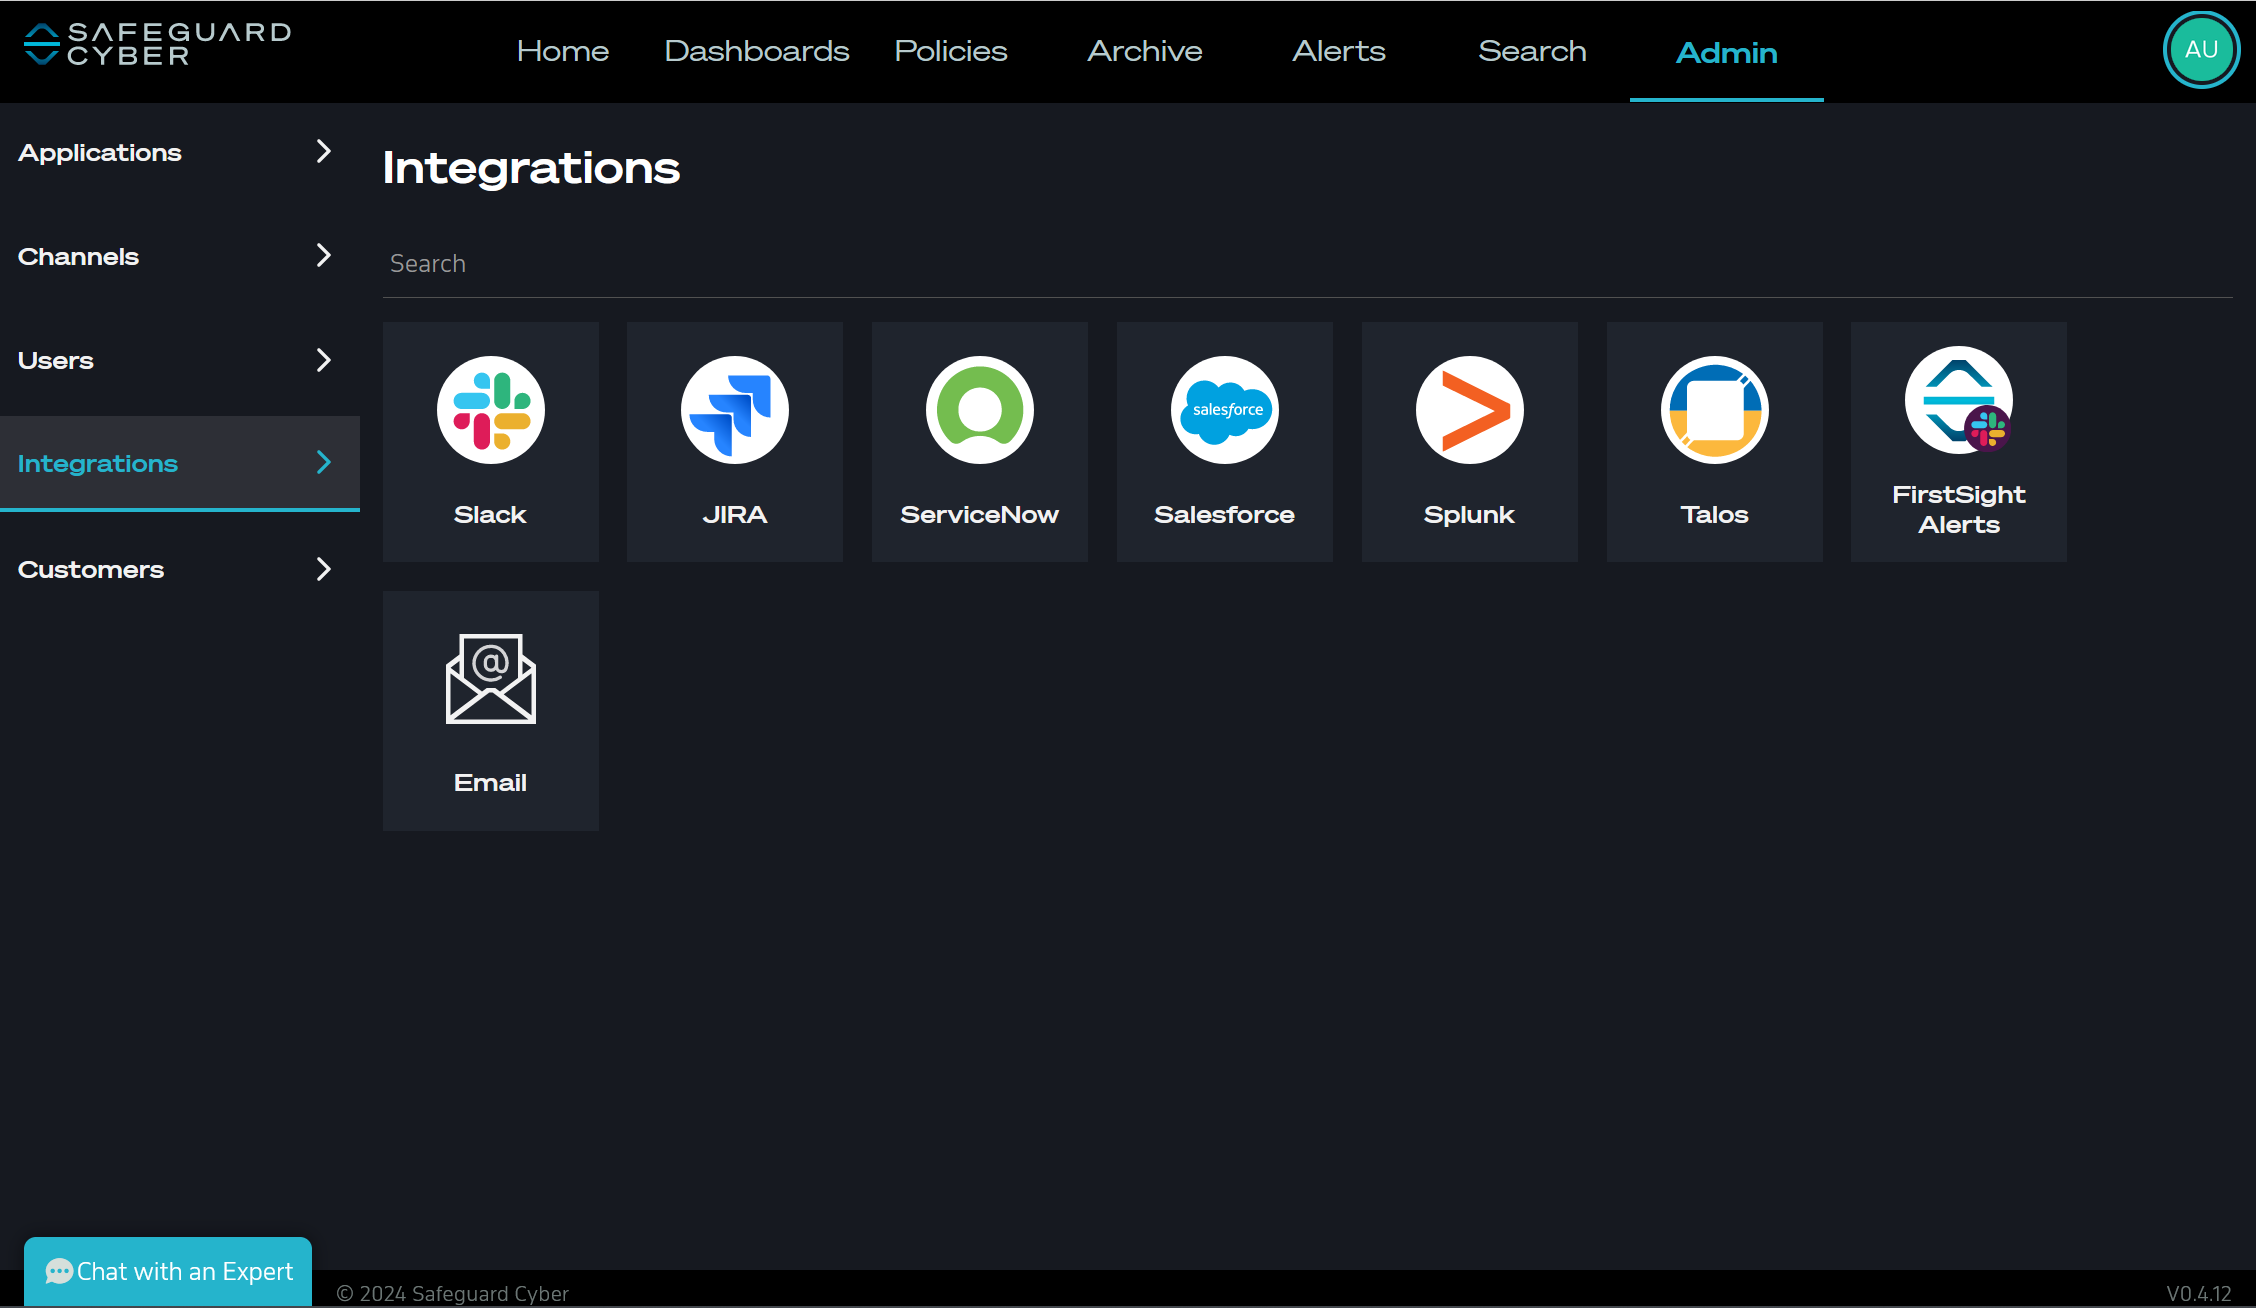 SAFEGUARD
CYBER
Home
Dashboards
Policies
Archive
Alerts
Search
Admin
AU
Applications
Channels
Users
Integrations
Customers
Integrations
Search
salesforce
Slack
JIRA
ServiceNow
Salesforce
Splunk
Talos
FirstSight
Alerts
@
Email
Chat with an Expert
© 2024 Safeguard Cyber
V0.4.12